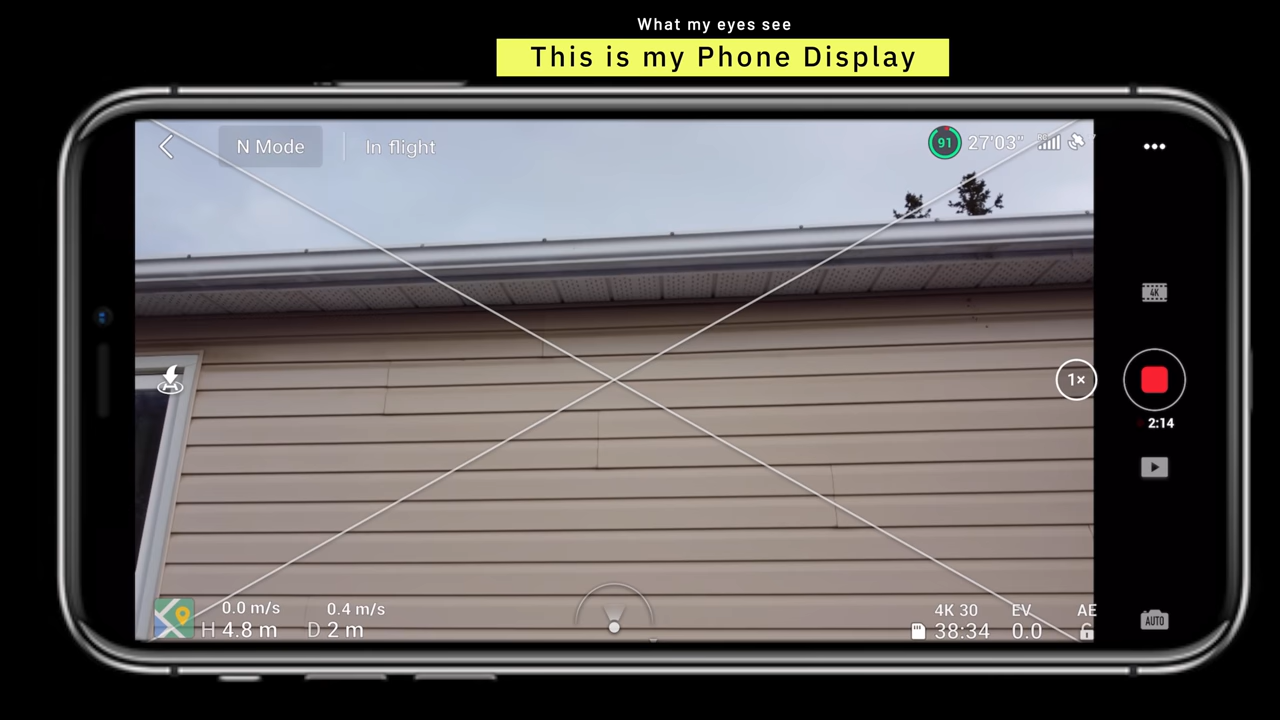 What my eyes see
This is my Phone Display
N Mode
In flight
91
27'03"
4K
1×
2:14
0.0 m/s
0.4 m/s
H 4.8 m
D 2 m
4K 30
EV
AE
38:34
0.0
AUTO